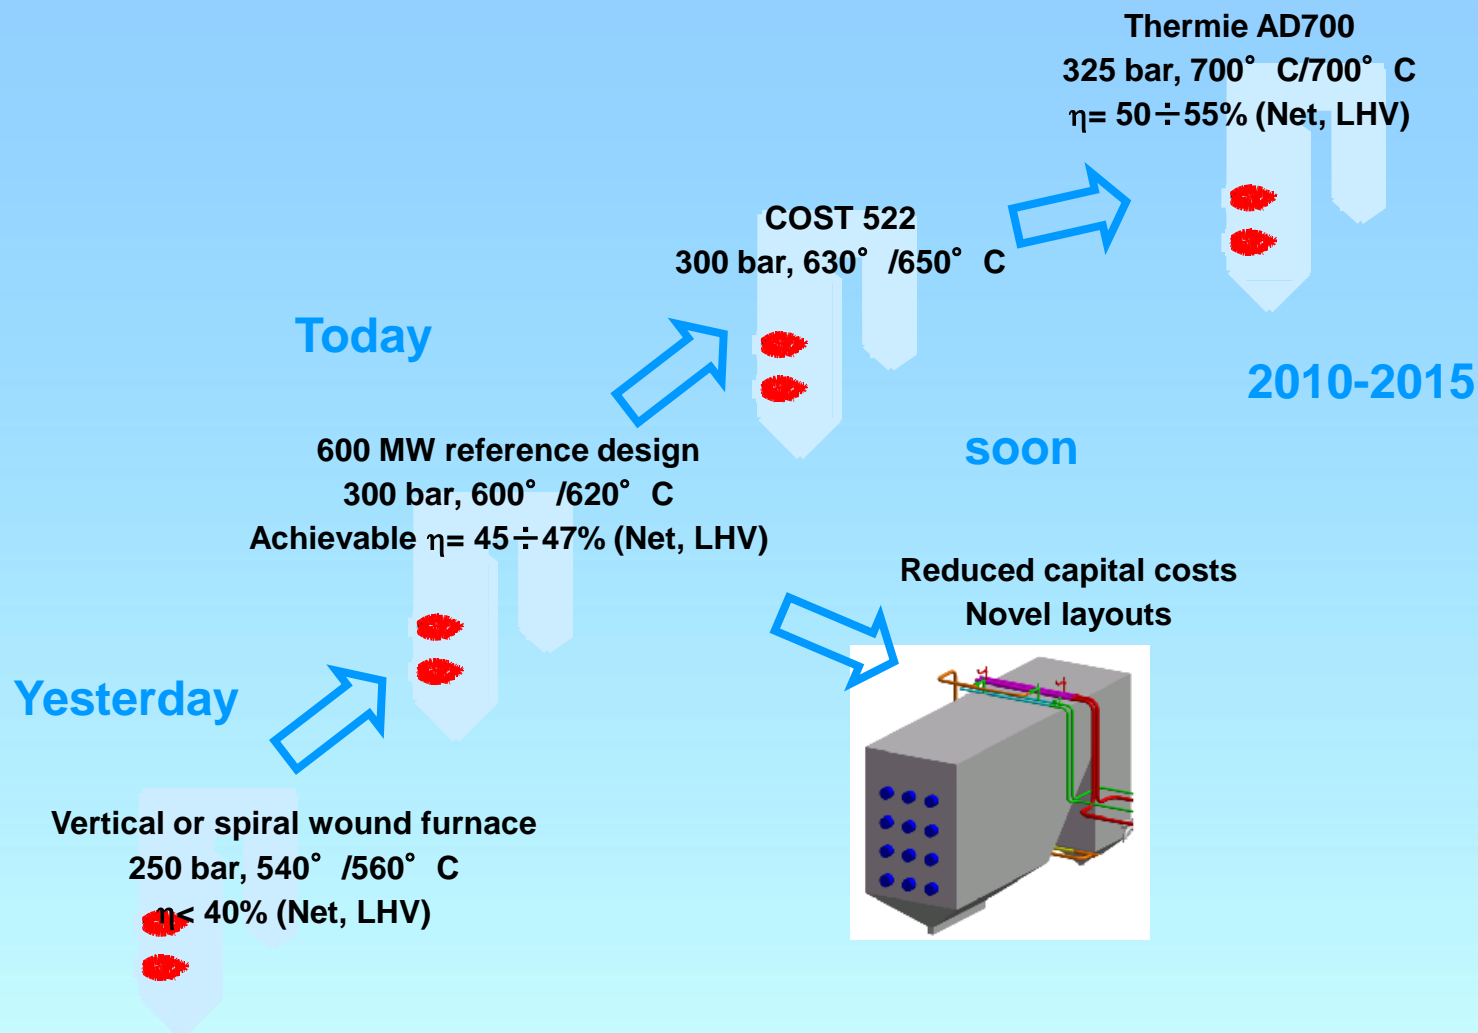 Thermie AD700
325 bar, 700° C/700° C
η= 50÷55% (Net, LHV)
COST 522
300 bar, 630° /650° C
Today
2010-2015
soon
600 MW reference design
300 bar, 600° /620° C
Achievable η= 45÷47% (Net, LHV)
Reduced capital costs
Novel layouts
Yesterday
Vertical or spiral wound furnace
250 bar, 540° /560° C
η< 40% (Net, LHV)